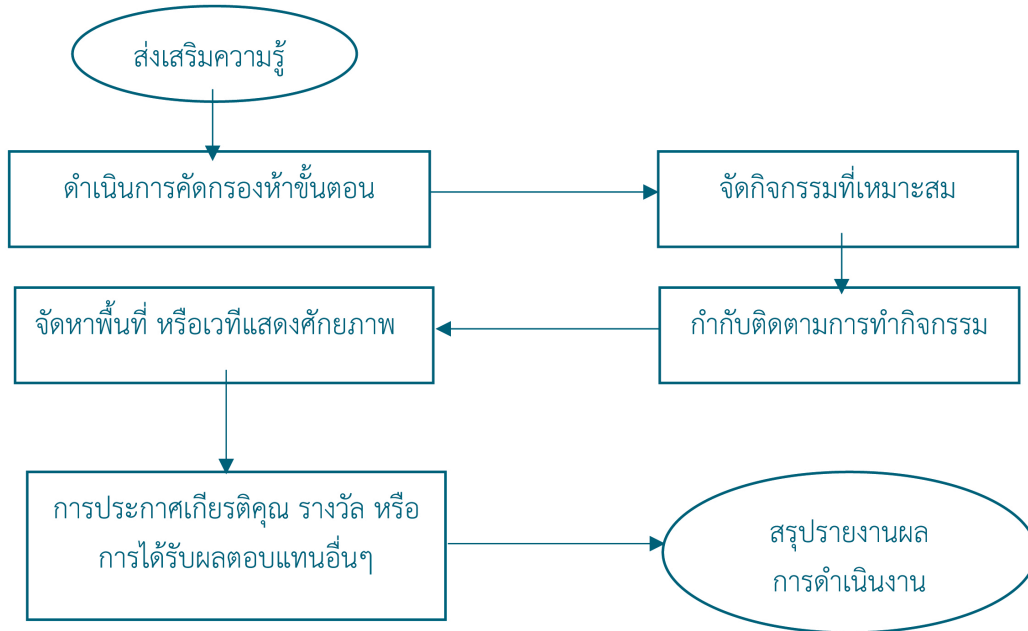 ส่งเสริมความรู้
ดำเนินการคัดกรองห้าขั้นตอน
จัดกิจกรรมที่เหมาะสม
กำกับติดตามการทำกิจกรรม
จัดหาพื้นที่ หรือเวทีแสดงศักยภาพ
การประกาศเกียรติคุณ รางวัล หรือ
การได้รับผลตอบแทนอื่นๆ
สรุปรายงานผล
การดำเนินงาน